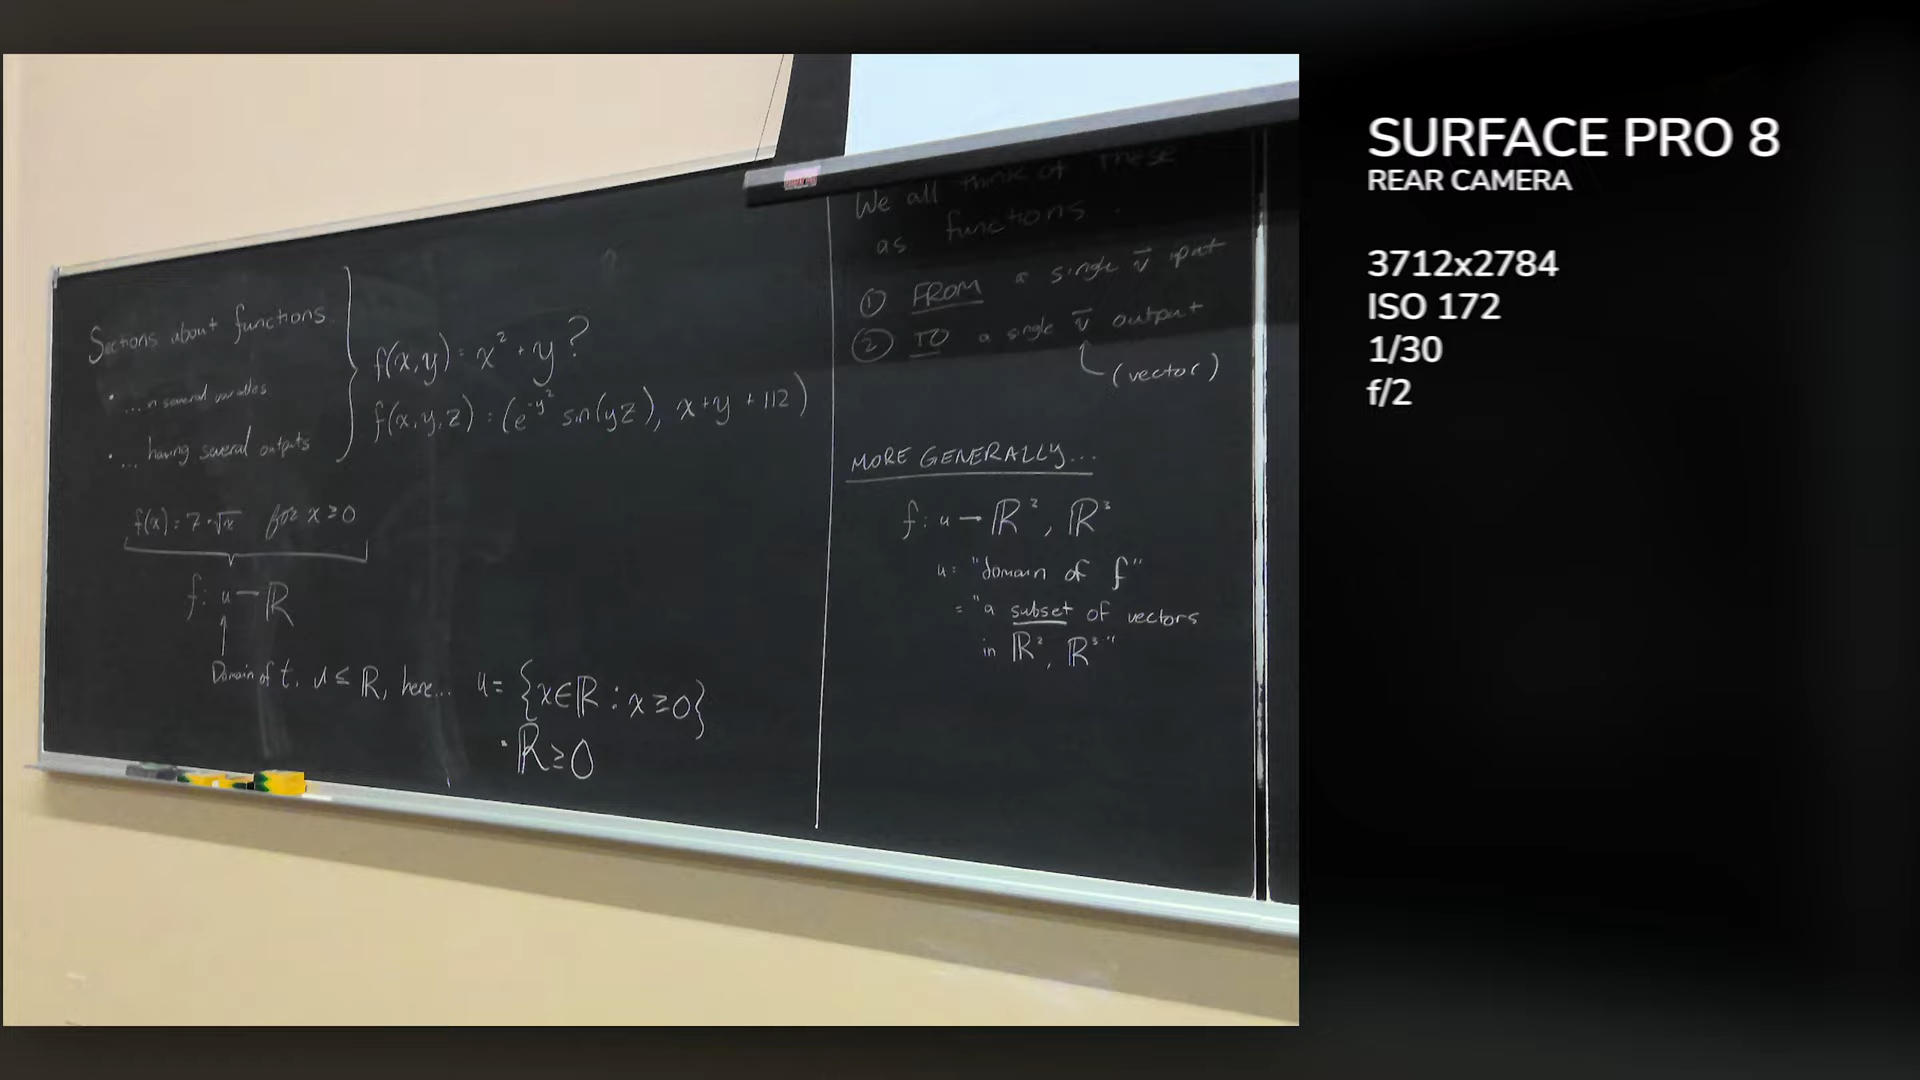 Sections about functions
• ...n several variables
• ... having several outputs
f(x,y) = x² + y ?
f(x,y,z) = (e^-y² sin(yz), x+y+112)
f(x) = 7·√x for x ≥ 0
f: u → ℝ
Domain of t. u ≤ ℝ, here... u = {x∈ℝ : x ≥ 0}
= ℝ ≥ 0
We all think of these
as functions.
① FROM a single v⃗ iput
② TO a single v⃗ output
(vector)
MORE GENERALLY...
f: u → ℝ², ℝ³
u = "domain of f"
= "a subset of vectors
in ℝ², ℝ³"
SURFACE PRO 8
REAR CAMERA
3712x2784
ISO 172
1/30
f/2